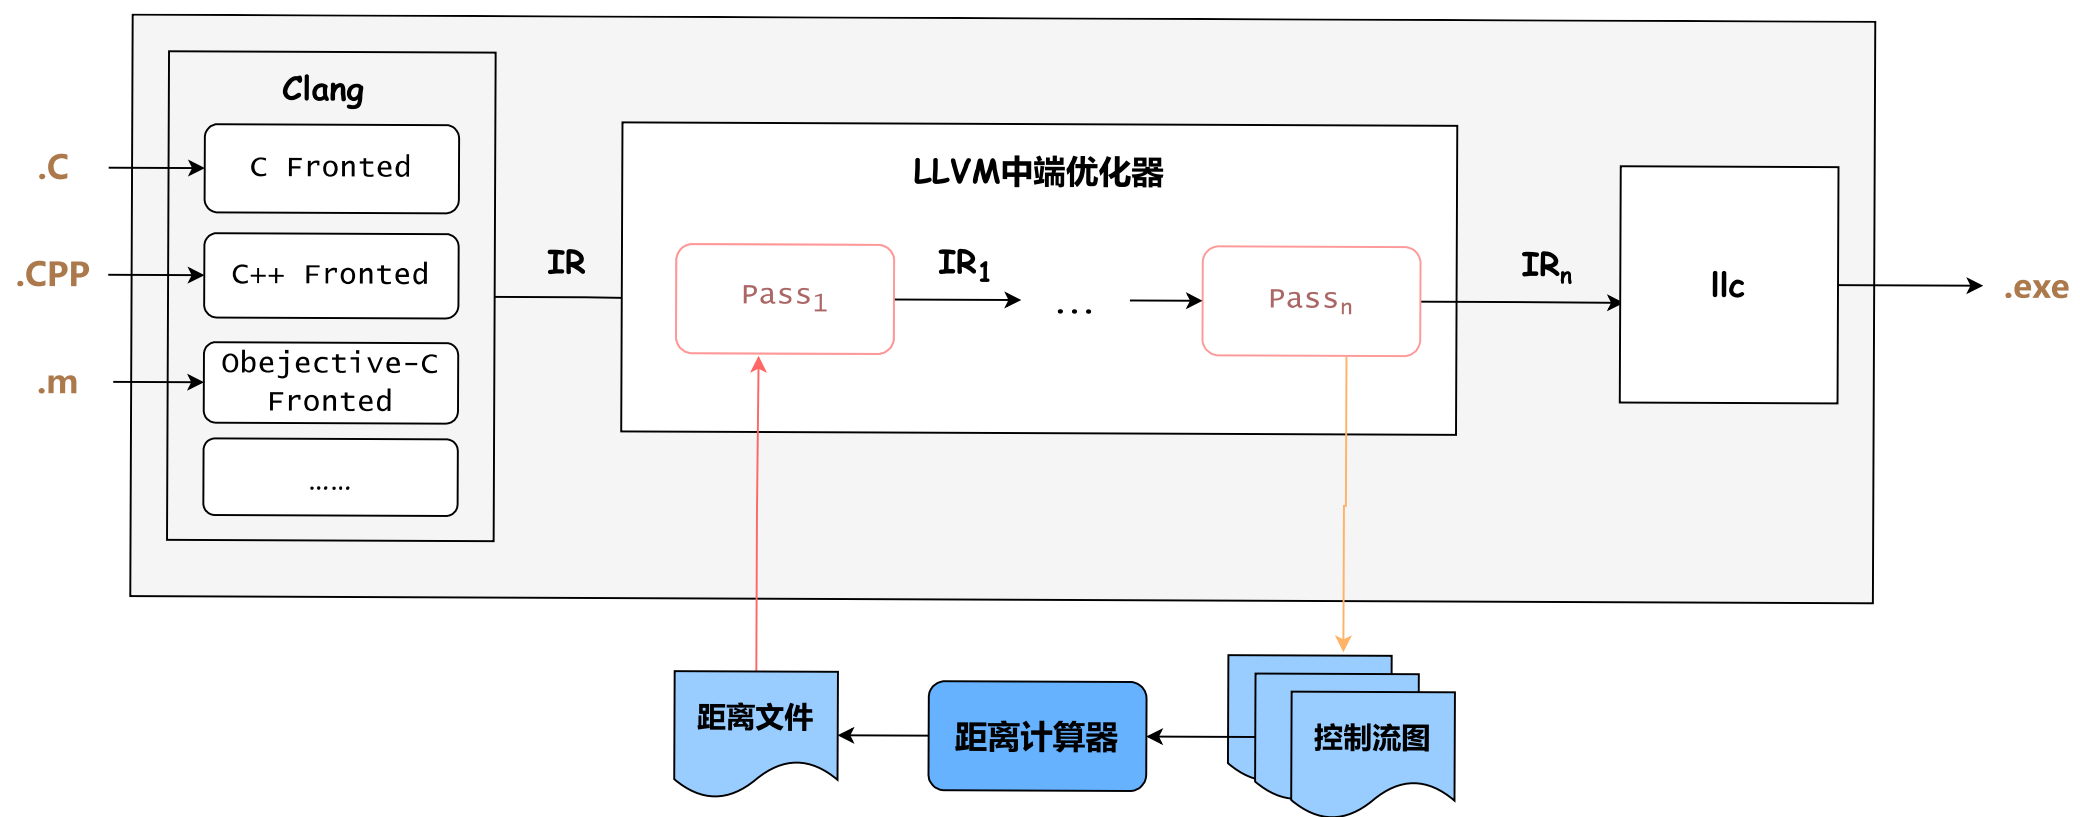 Clang
.C
C Fronted
.CPP
C++ Fronted
.m
Obejective-C
Fronted
……
IR
LLVM中端优化器
Pass1
IR1
...
Passn
IRn
llc
.exe
距离文件
距离计算器
控制流图